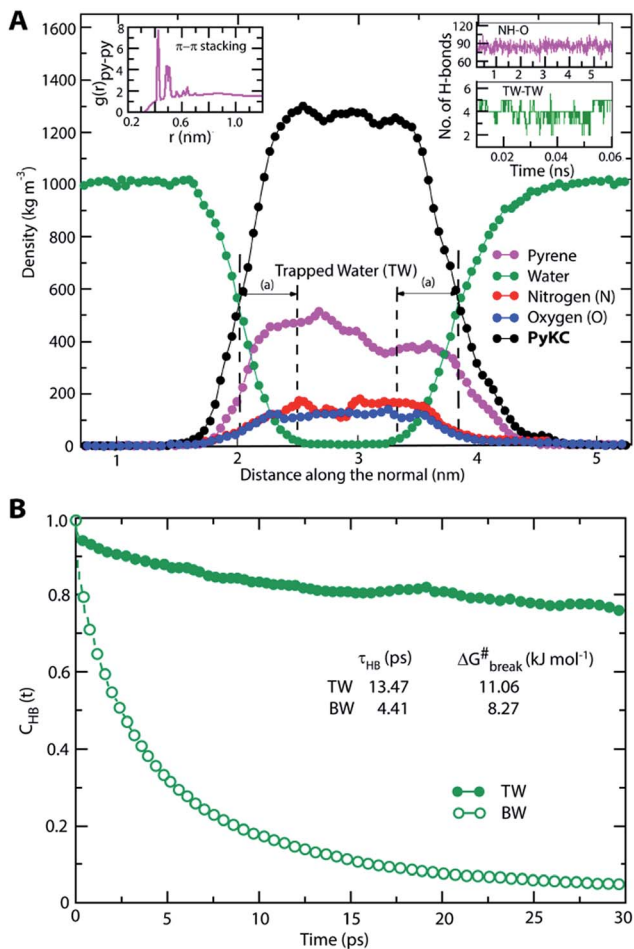 A
1600
1400
1200
1000
800
600
400
200
0
Density (kg m-3)
1
2
3
4
5
Distance along the normal (nm)
8
6
4
2
0
g(r)py-py
π–π stacking
0.2
0.6
1.0
r (nm)
120
90
60
NH-O
1
2
3
4
5
No. of H-bonds
6
4
2
TW-TW
0.02
0.04
0.06
Time (ns)
Trapped Water (TW)
(a)
(a)
Pyrene
Water
Nitrogen (N)
Oxygen (O)
PyKC
B
1.0
0.8
0.6
0.4
0.2
0
CHB (t)
τHB (ps) ΔG#break (kJ mol-1)
TW 13.47 11.06
BW 4.41 8.27
TW
BW
0
5
10
15
20
25
30
Time (ps)